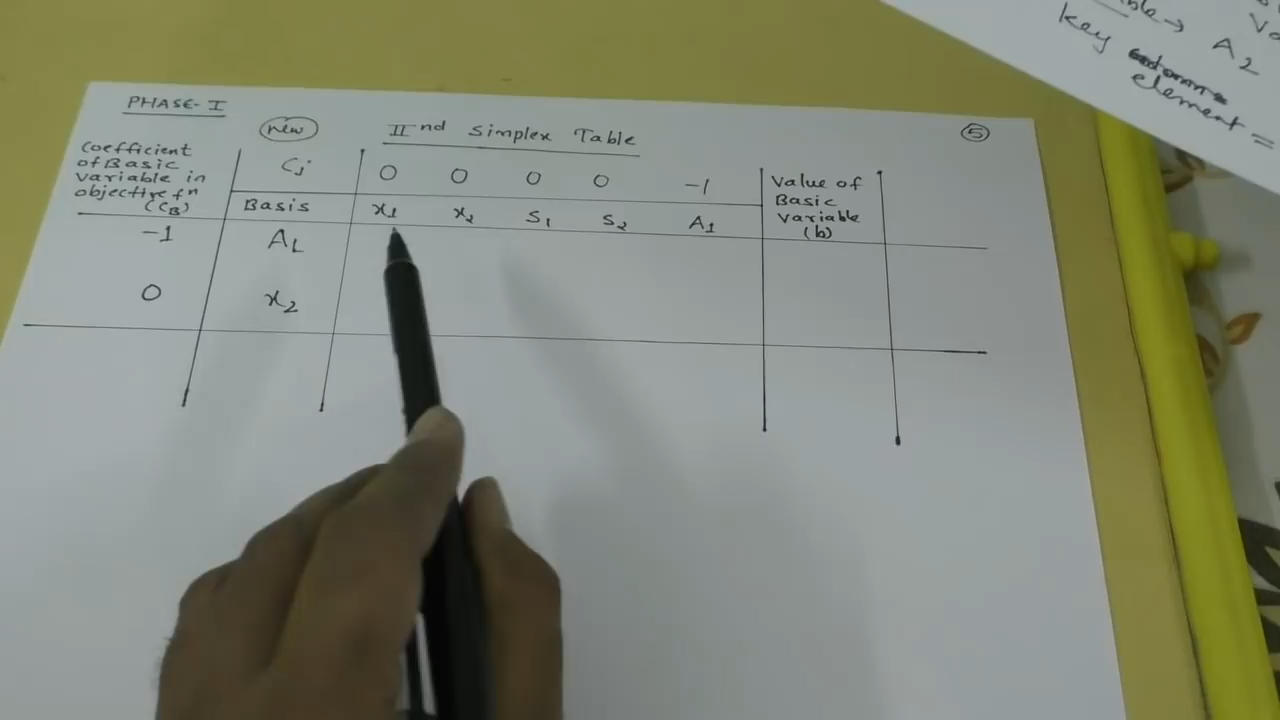 PHASE-I
new
IInd Simplex Table
5
Coefficient
of Basic
variable in
objective fn
(CB)
Cj 0 0 0 0 -1
Value of
Basic
variable
(b)
Basis x1 x2 S1 S2 A1
-1 A1
0 x2
A2
key
element =